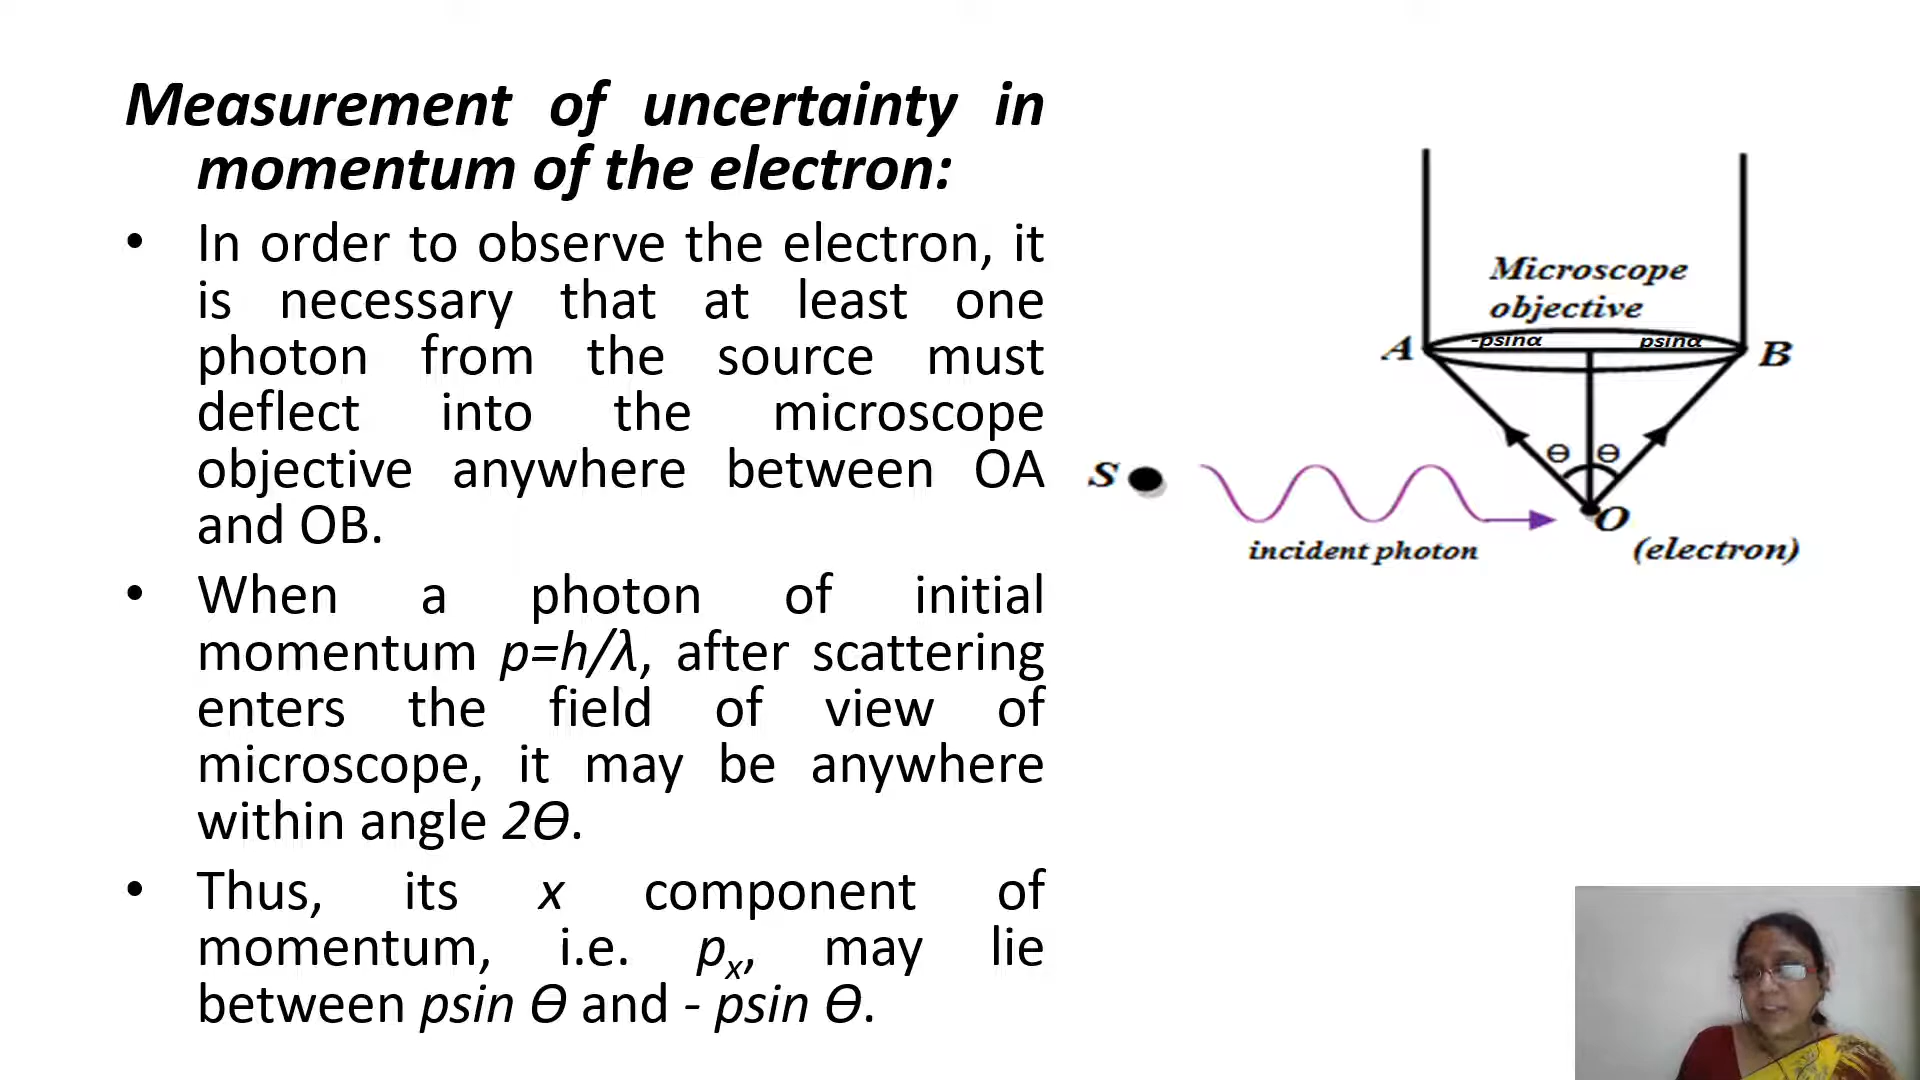 Measurement of uncertainty in
momentum of the electron:
• In order to observe the electron, it
is necessary that at least one
photon from the source must
deflect into the microscope
objective anywhere between OA
and OB.
• When a photon of initial
momentum p=h/λ, after scattering
enters the field of view of
microscope, it may be anywhere
within angle 2Ѳ.
• Thus, its x component of
momentum, i.e. pₓ, may lie
between psin Ѳ and - psin Ѳ.
Microscope
objective
A -psinα psinα B
Ѳ Ѳ
S
O
incident photon (electron)